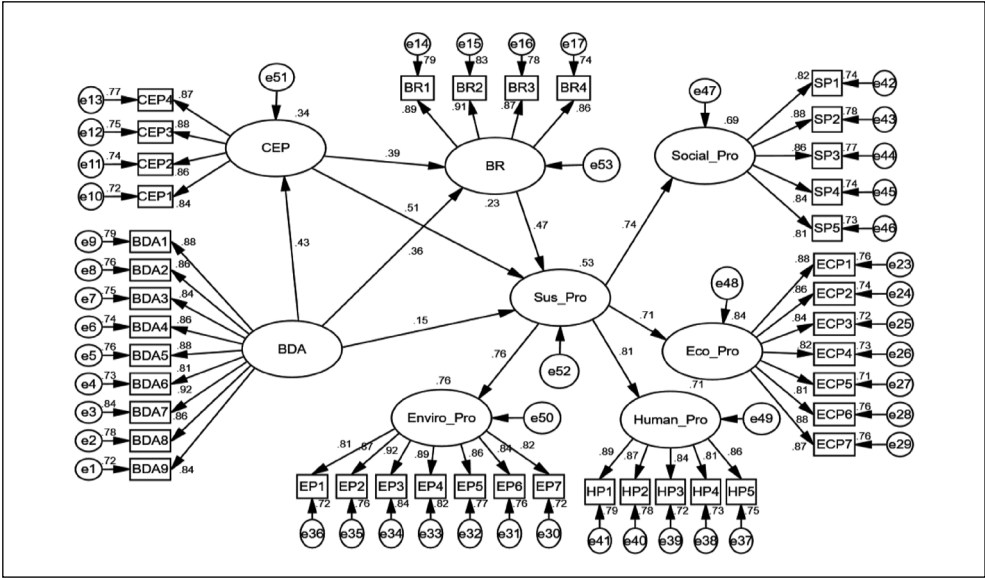 e14 e15 e16 e17
.79 .83 .78 .74
BR1 BR2 BR3 BR4
.89 .91 .87 .86
e51
.34
CEP
e13 .77 CEP4 .87
e12 .75 CEP3 .88
e11 .74 CEP2 .86
e10 .72 CEP1 .84
.39
BR
.23
e53
e47
.69
Social_Pro
.82 SP1 .74 e42
.88 SP2 .78 e43
.86 SP3 .77 e44
.84 SP4 .74 e45
.81 SP5 .73 e46
.51
.47
.74
.43
.36
e9 .79 BDA1 .88
e8 .76 BDA2 .86
e7 .75 BDA3 .84
e6 .74 BDA4 .86
e5 .76 BDA5 .88
e4 .73 BDA6 .81
e3 .84 BDA7 .92
e2 .78 BDA8 .86
e1 .72 BDA9 .84
BDA
.15
.53
Sus_Pro
e52
.71
e48
.84
Eco_Pro
.88 ECP1 .76 e23
.86 ECP2 .74 e24
.84 ECP3 .72 e25
.82 ECP4 .73 e26
.81 ECP5 .71 e27
.88 ECP6 .76 e28
.87 ECP7 .76 e29
.76
.81
.76
Enviro_Pro
e50
.71
Human_Pro
e49
.81 .87 .92 .89 .86 .84 .82
EP1 EP2 EP3 EP4 EP5 EP6 EP7
.72 .76 .84 .82 .77 .76 .72
e36 e35 e34 e33 e32 e31 e30
.89 .87 .84 .81 .86
HP1 HP2 HP3 HP4 HP5
.79 .78 .72 .73 .75
e41 e40 e39 e38 e37